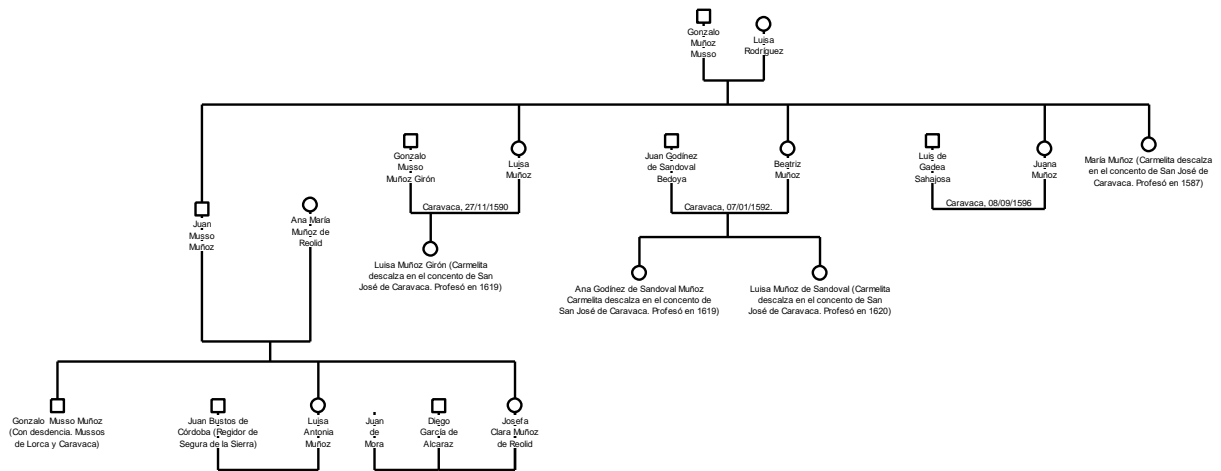 Gonzalo
Muñoz
Musso
Luisa
Rodríguez
Gonzalo
Musso
Muñoz Girón
Luisa
Muñoz
Caravaca, 27/11/1590
Juan Godínez
de Sandoval
Bedoya
Beatriz
Muñoz
Caravaca, 07/01/1592.
Luis de
Gadea
Sahajosa
Juana
Muñoz
Caravaca, 08/09/1596
María Muñoz (Carmelita descalza
en el concento de San José de
Caravaca. Profesó en 1587)
Juan
Musso
Muñoz
Ana María
Muñoz de
Reolid
Luisa Muñoz Girón (Carmelita
descalza en el concento de San
José de Caravaca. Profesó en 1619)
Ana Godínez de Sandoval Muñoz
Carmelita descalza en el concento de
San José de Caravaca. Profesó en 1619)
Luisa Muñoz de Sandoval (Carmelita
descalza en el concento de San
José de Caravaca. Profesó en 1620)
Gonzalo Musso Muñoz
(Con desdencia. Mussos
de Lorca y Caravaca)
Juan Bustos de
Córdoba (Regidor de
Segura de la Sierra)
Luisa
Antonia
Muñoz
Juan
de
Mora
Diego
García de
Alcaraz
Josefa
Clara Muñoz
de Reolid